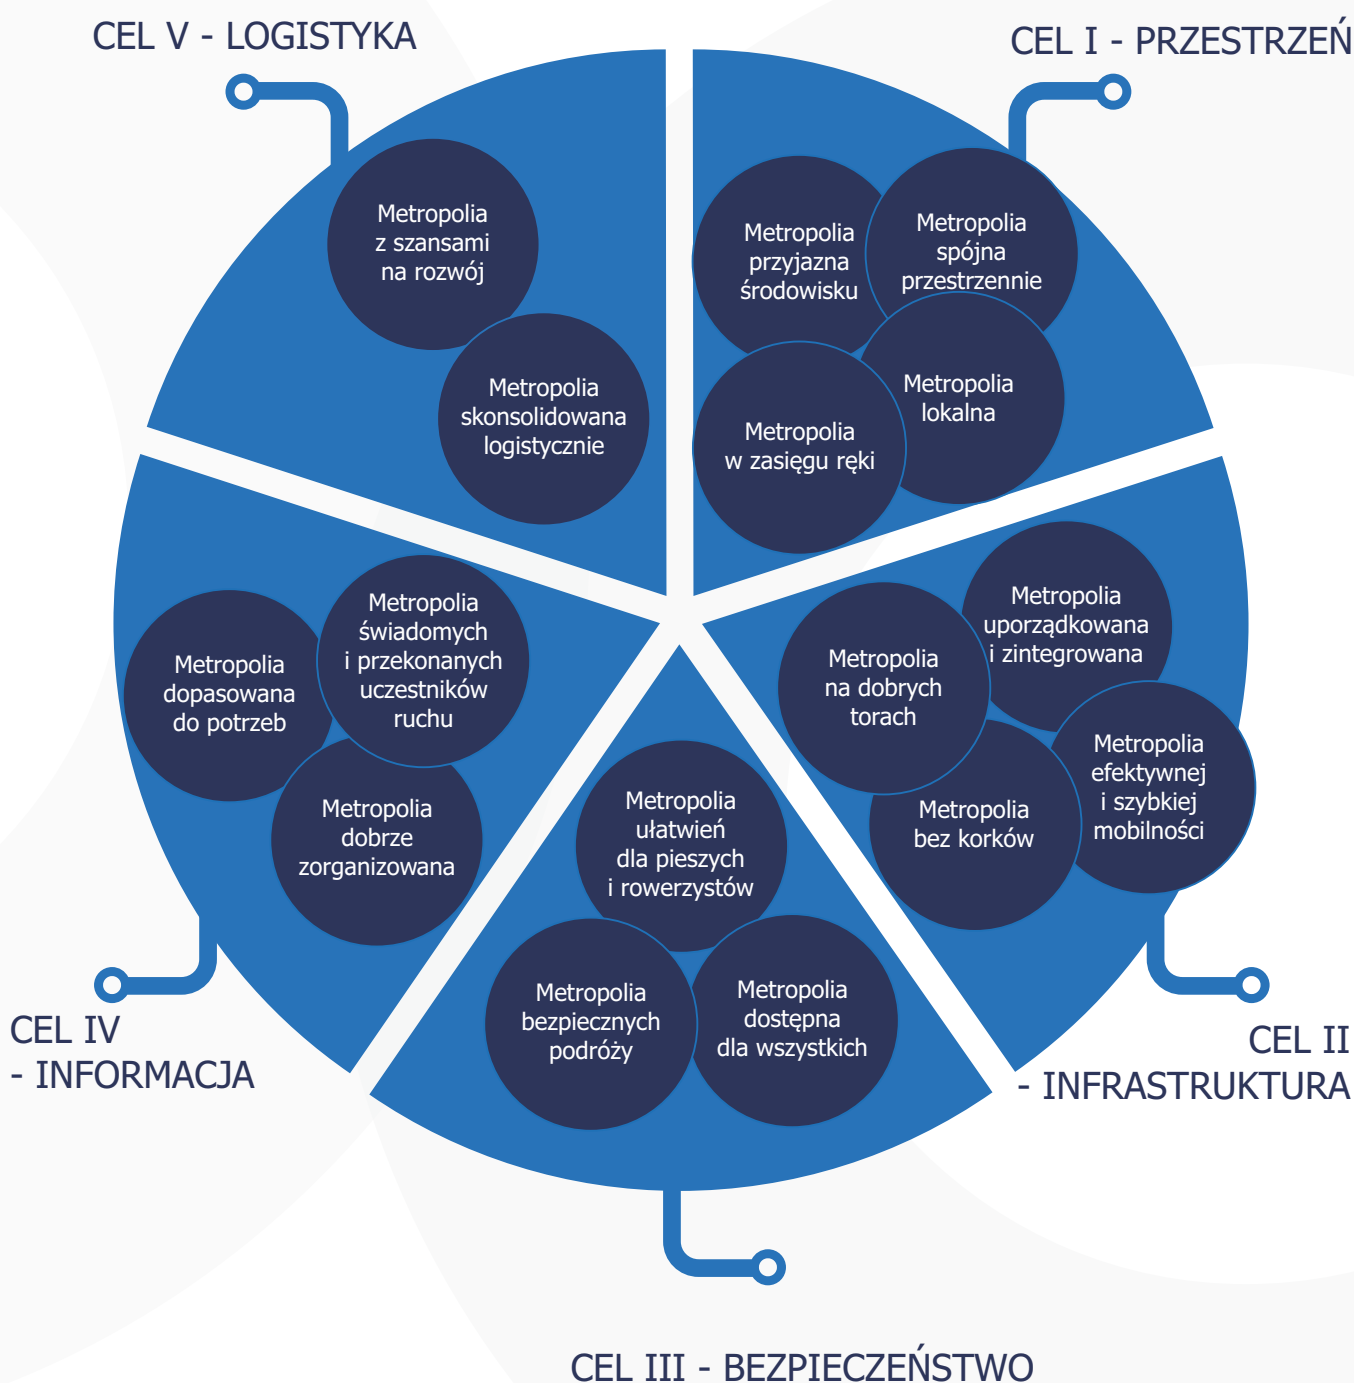 CEL V - LOGISTYKA
Metropolia
z szansami
na rozwój
Metropolia
skonsolidowana
logistycznie
CEL I - PRZESTRZEŃ
Metropolia
przyjazna
środowisku
Metropolia
spójna
przestrzennie
Metropolia
lokalna
Metropolia
w zasięgu ręki
Metropolia
uporządkowana
i zintegrowana
Metropolia
na dobrych
torach
Metropolia
efektywnej
i szybkiej
mobilności
Metropolia
bez korków
CEL II
- INFRASTRUKTURA
Metropolia
świadomych
i przekonanych
uczestników
ruchu
Metropolia
dopasowana
do potrzeb
Metropolia
dobrze
zorganizowana
CEL IV
- INFORMACJA
Metropolia
ułatwień
dla pieszych
i rowerzystów
Metropolia
bezpiecznych
podróży
Metropolia
dostępna
dla wszystkich
CEL III - BEZPIECZEŃSTWO